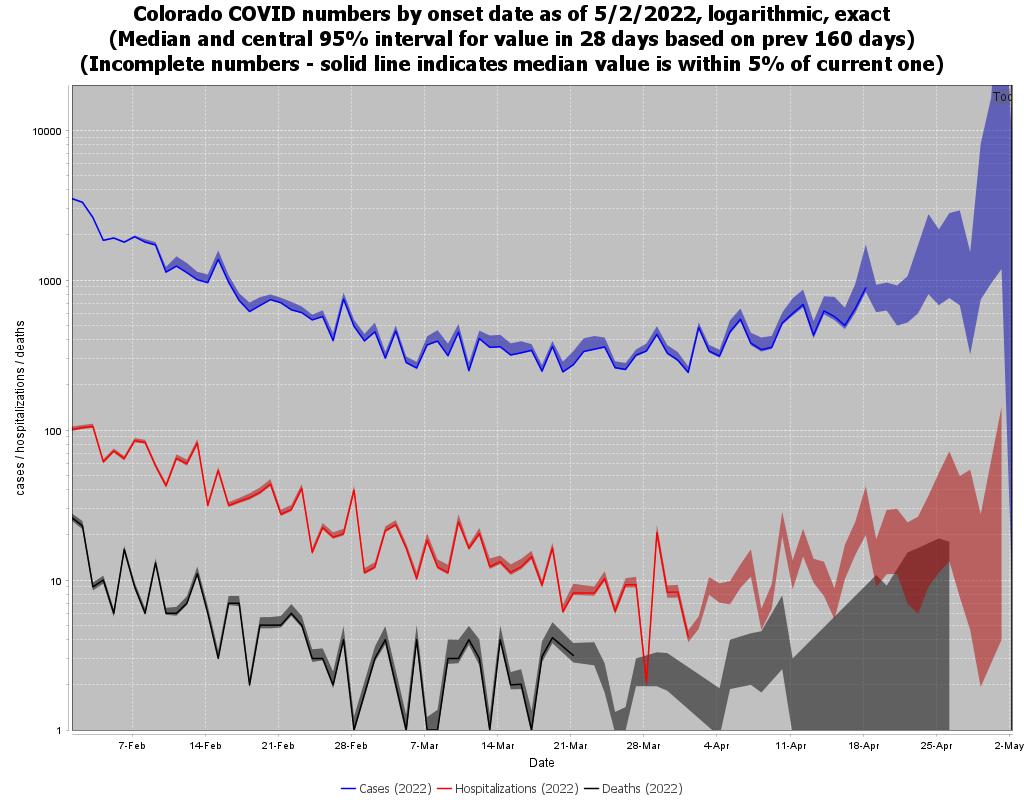 Colorado COVID numbers by onset date as of 5/2/2022, logarithmic, exact
(Median and central 95% interval for value in 28 days based on prev 160 days)
(Incomplete numbers - solid line indicates median value is within 5% of current one)
Toc
10000
1000
100
10
1
cases / hospitalizations / deaths
7-Feb 14-Feb 21-Feb 28-Feb 7-Mar 14-Mar 21-Mar 28-Mar 4-Apr 11-Apr 18-Apr 25-Apr 2-May
Date
Cases (2022) Hospitalizations (2022) Deaths (2022)